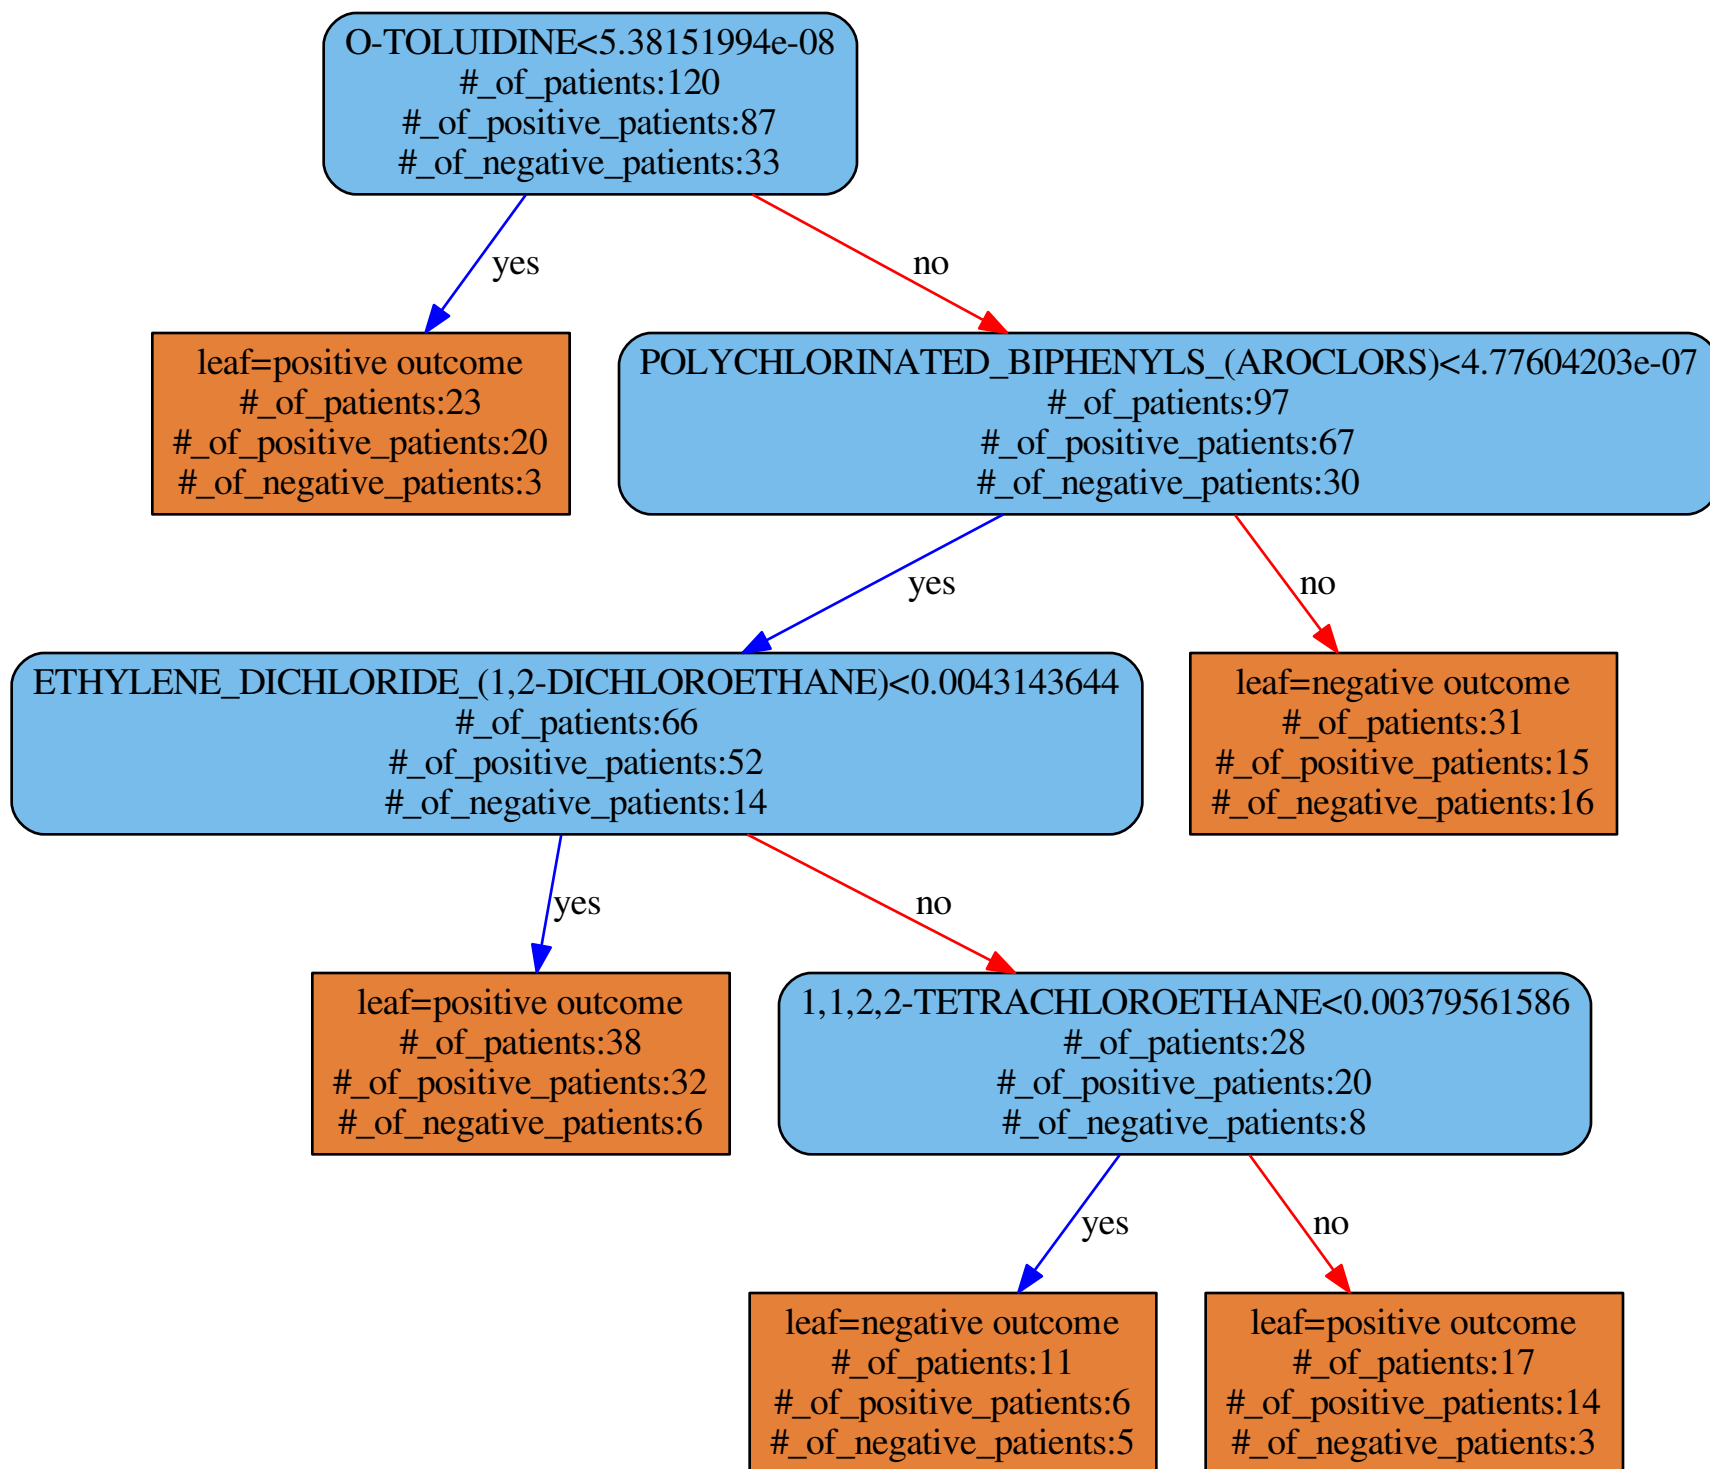 O-TOLUIDINE<5.38151994e-08
#_of_patients:120
#_of_positive_patients:87
#_of_negative_patients:33
yes
no
leaf=positive outcome
#_of_patients:23
#_of_positive_patients:20
#_of_negative_patients:3
POLYCHLORINATED_BIPHENYLS_(AROCLORS)<4.77604203e-07
#_of_patients:97
#_of_positive_patients:67
#_of_negative_patients:30
yes
no
ETHYLENE_DICHLORIDE_(1,2-DICHLOROETHANE)<0.0043143644
#_of_patients:66
#_of_positive_patients:52
#_of_negative_patients:14
leaf=negative outcome
#_of_patients:31
#_of_positive_patients:15
#_of_negative_patients:16
yes
no
leaf=positive outcome
#_of_patients:38
#_of_positive_patients:32
#_of_negative_patients:6
1,1,2,2-TETRACHLOROETHANE<0.00379561586
#_of_patients:28
#_of_positive_patients:20
#_of_negative_patients:8
yes
no
leaf=negative outcome
#_of_patients:11
#_of_positive_patients:6
#_of_negative_patients:5
leaf=positive outcome
#_of_patients:17
#_of_positive_patients:14
#_of_negative_patients:3